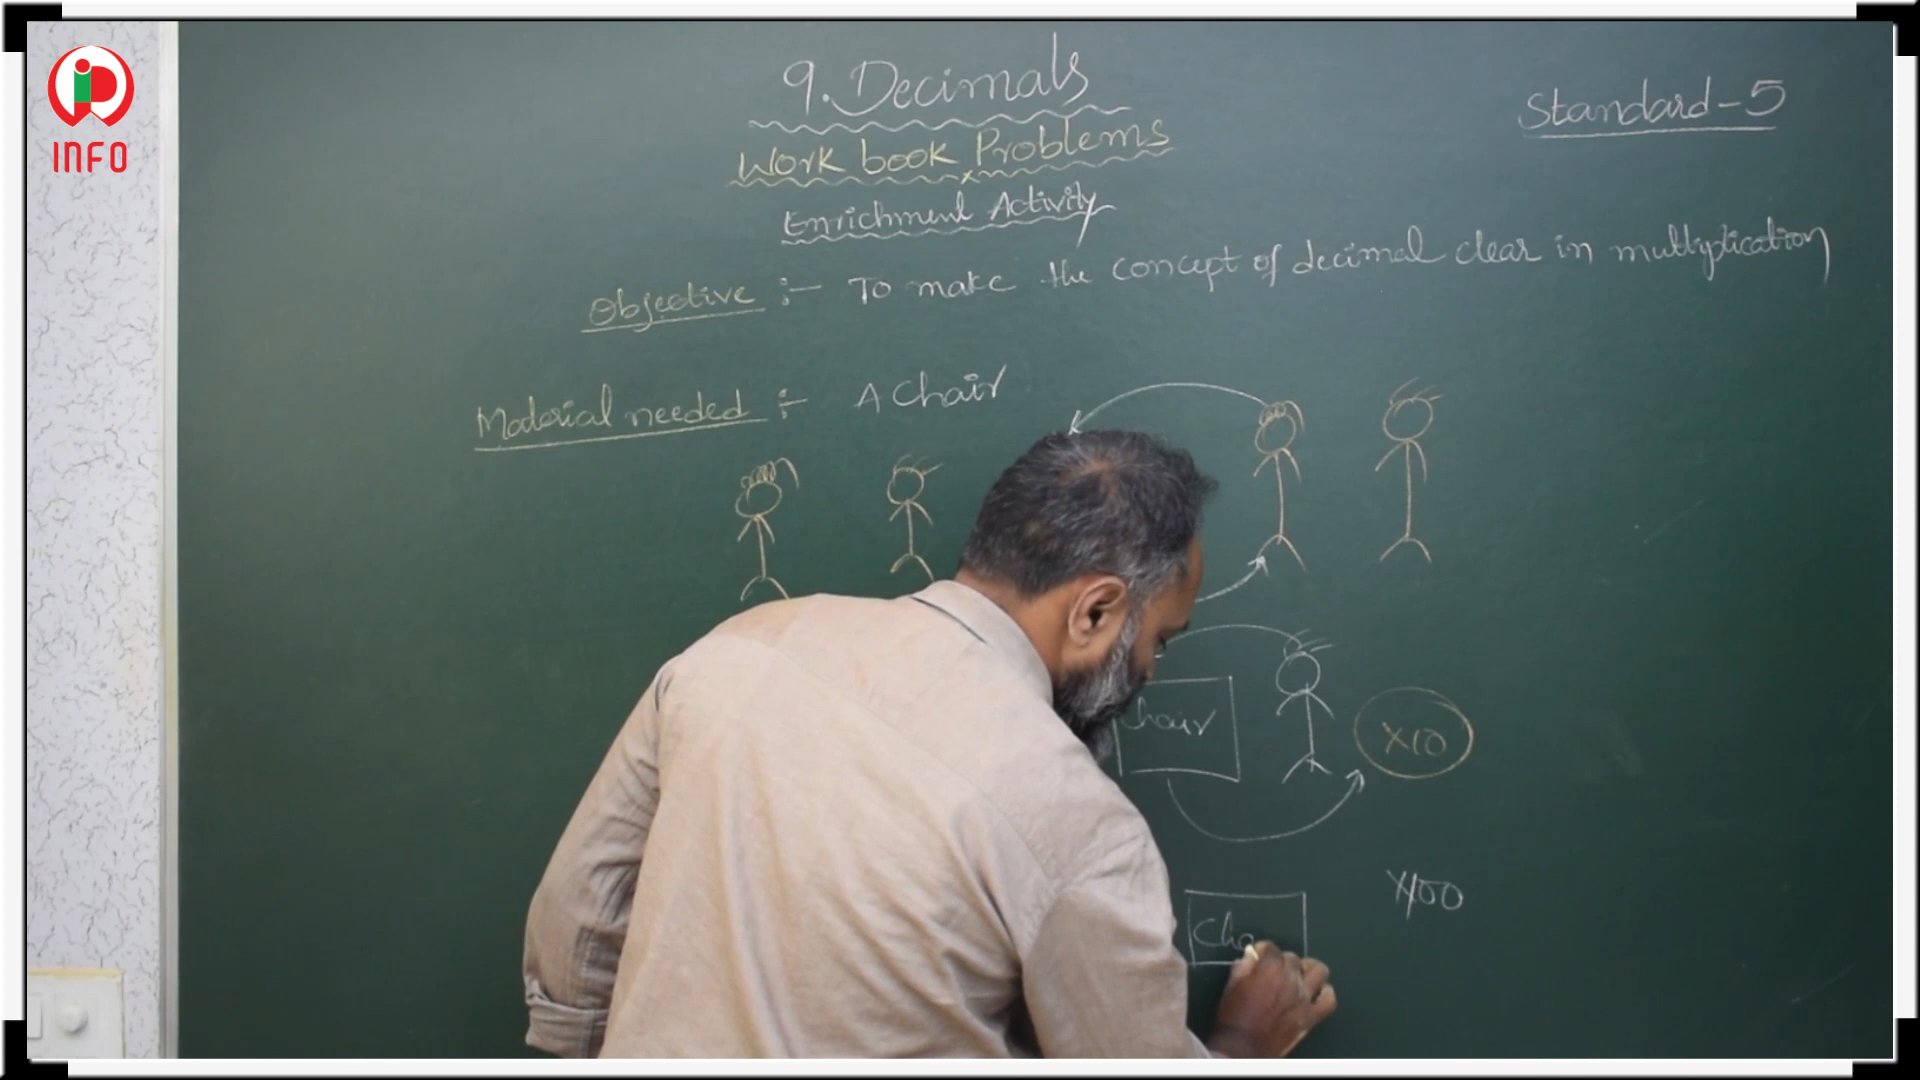 INFO
9. Decimals
Standard-5
Work book Problems
Enrichment Activity
Objective :- To make the concept of decimal clear in multiplication
Material needed :- A Chair
Chair
X10
X100
Cha